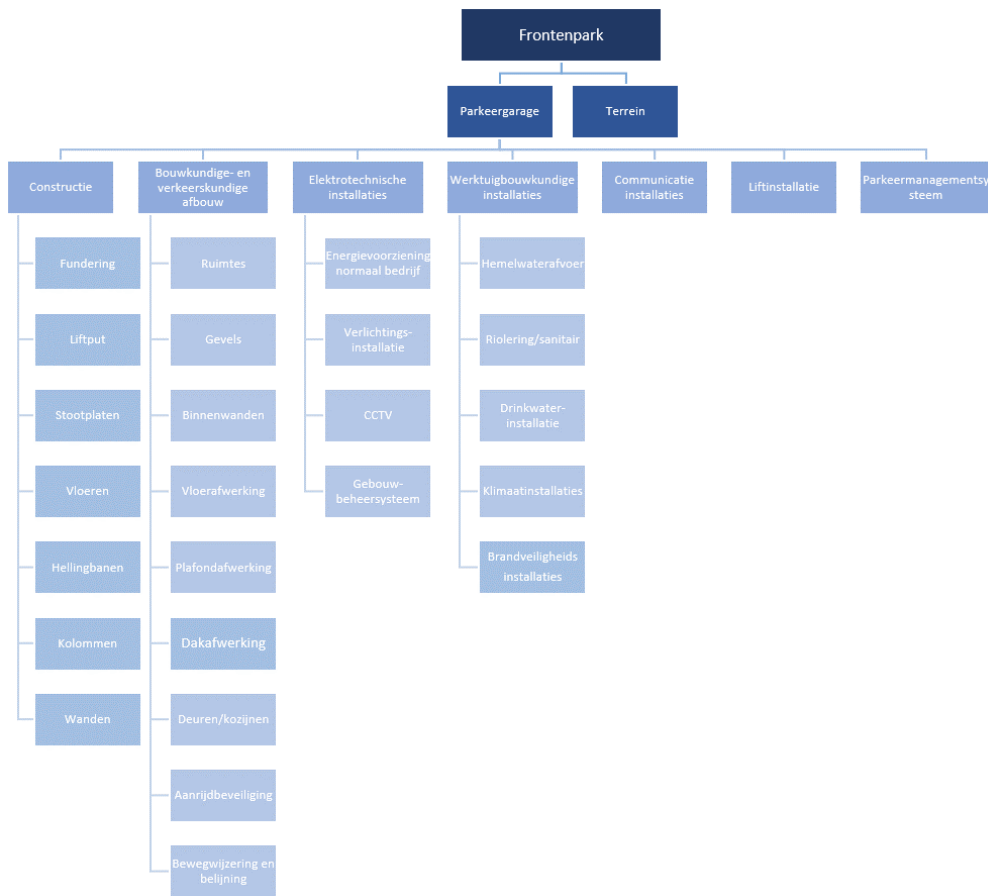 Frontenpark
Parkeergarage
Terrein
Constructie
Bouwkundige- en
verkeerskundige
afbouw
Elektrotechnische
installaties
Werktuigbouwkundige
installaties
Communicatie
installaties
Liftinstallatie
Parkeermanagementsy
steem
Fundering
Liftput
Stootplaten
Vloeren
Hellingbanen
Kolommen
Wanden
Ruimtes
Gevels
Binnenwanden
Vloerafwerking
Plafondafwerking
Dakafwerking
Deuren/kozijnen
Aanrijdbeveiliging
Bewegwijzering en
belijning
Energievoorziening
normaal bedrijf
Verlichtings-
installatie
CCTV
Gebouw-
beheersysteem
Hemelwaterafvoer
Riolering/sanitair
Drinkwater-
installatie
Klimaatinstallaties
Brandveiligheids
installaties